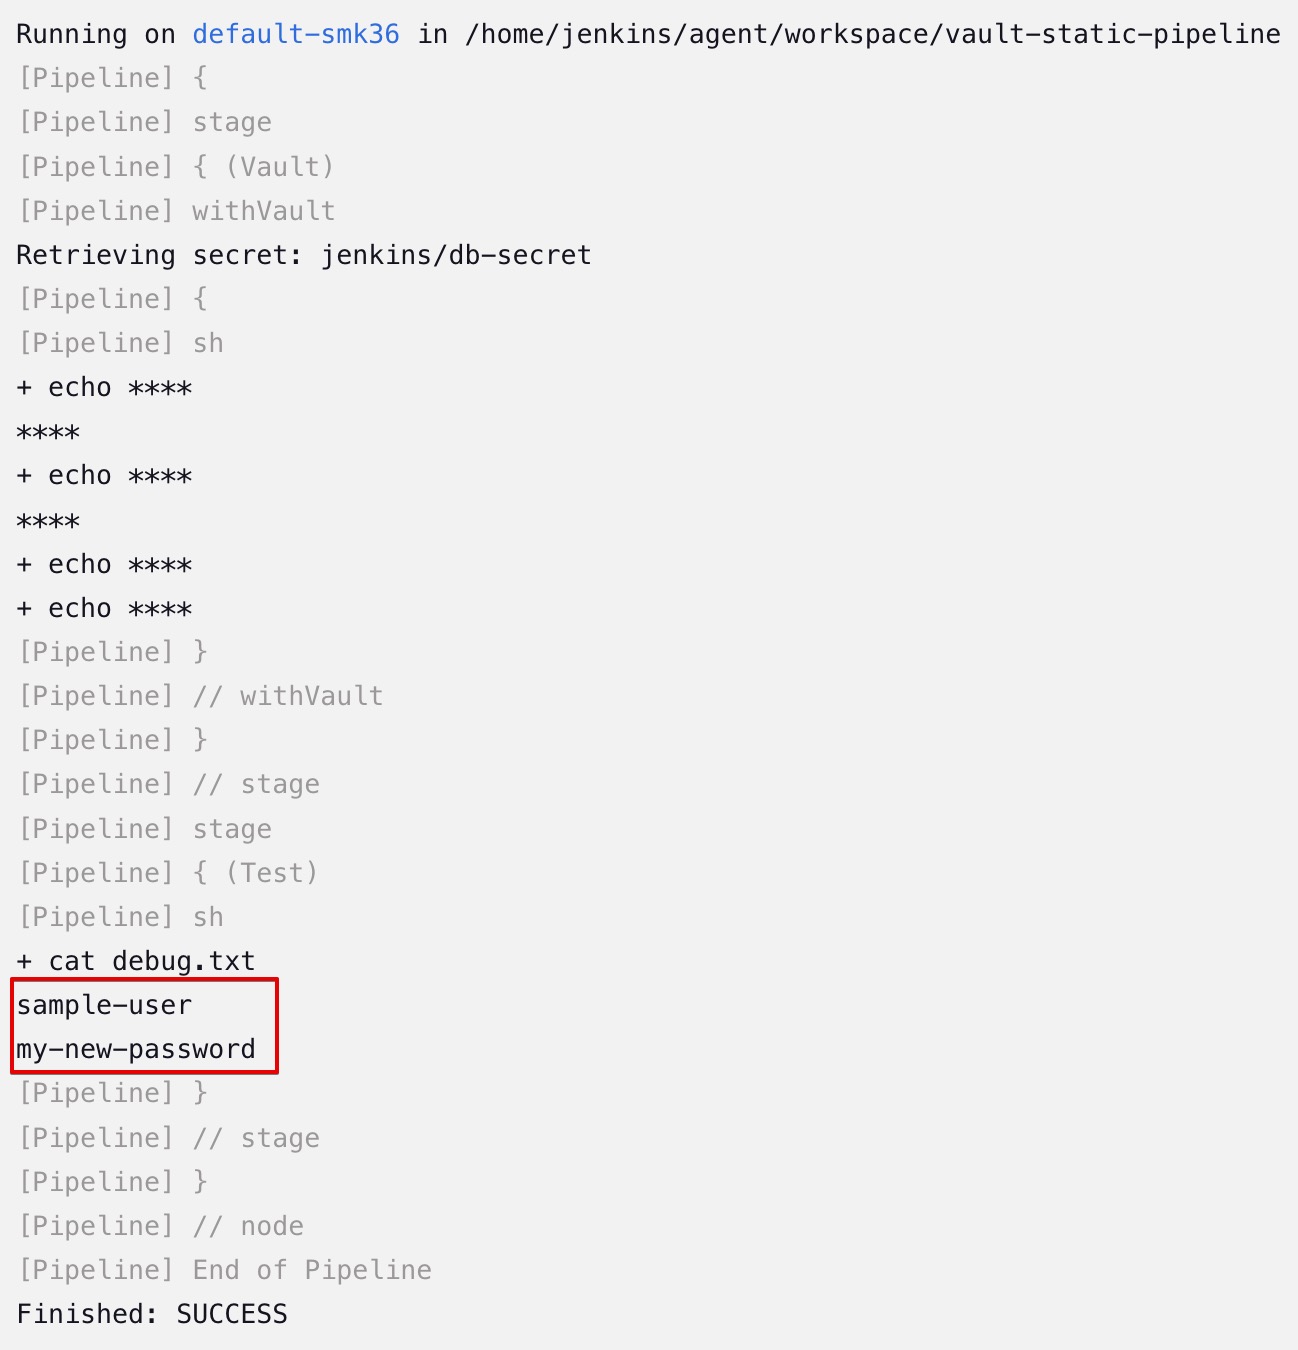 Running on default-smk36 in /home/jenkins/agent/workspace/vault-static-pipeline
[Pipeline] {
[Pipeline] stage
[Pipeline] { (Vault)
[Pipeline] withVault
Retrieving secret: jenkins/db-secret
[Pipeline] {
[Pipeline] sh
+ echo ****
****
+ echo ****
****
+ echo ****
+ echo ****
[Pipeline] }
[Pipeline] // withVault
[Pipeline] }
[Pipeline] // stage
[Pipeline] stage
[Pipeline] { (Test)
[Pipeline] sh
+ cat debug.txt
sample-user
my-new-password
[Pipeline] }
[Pipeline] // stage
[Pipeline] }
[Pipeline] // node
[Pipeline] End of Pipeline
Finished: SUCCESS